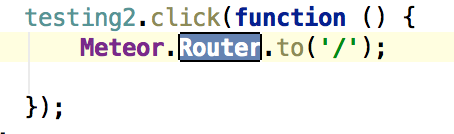 testing2.click(function () {
    Meteor.Router.to('/');
});